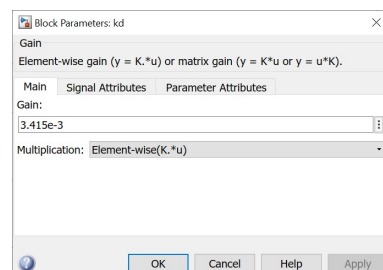 Block Parameters: kd
Gain
Element-wise gain (y = K.*u) or matrix gain (y = K*u or y = u*K).
Main Signal Attributes Parameter Attributes
Gain:
3.415e-3
Multiplication: Element-wise(K.*u)
OK Cancel Help Apply